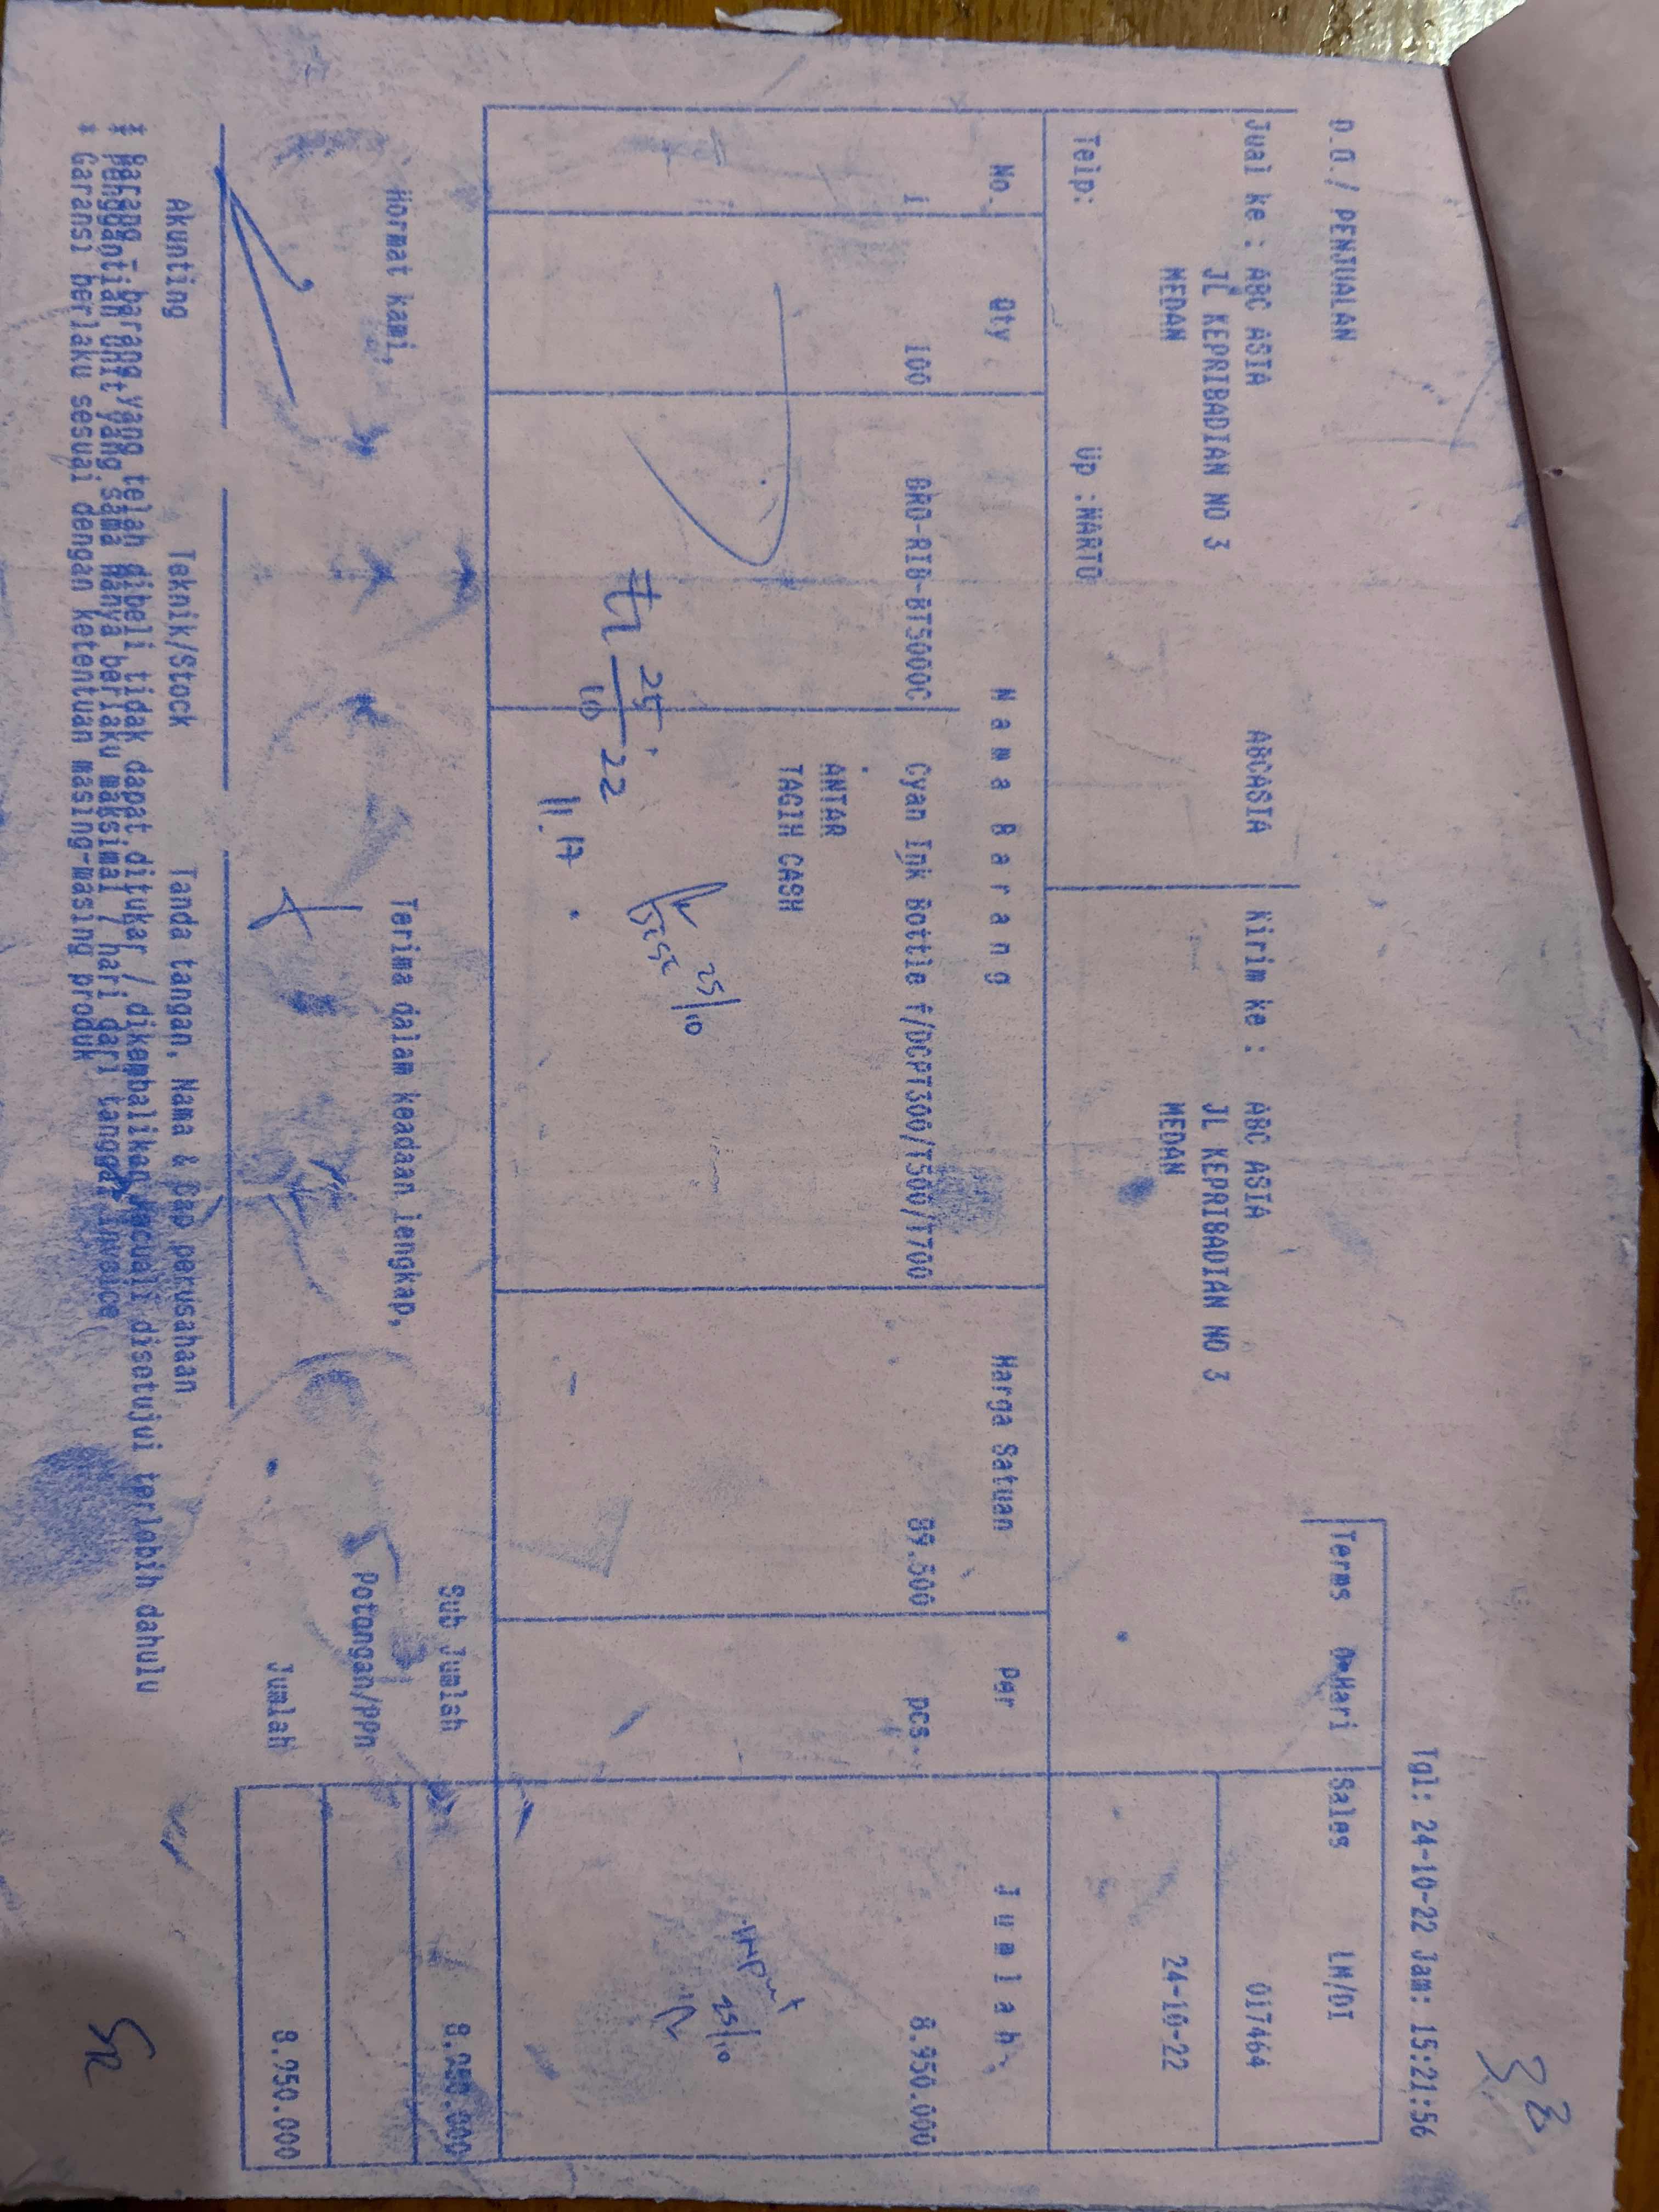 Tgl: 24-10-22 Jam: 15:21:56
D.O./ PENJUALAN
Terms 0 Hari Sales LM/DI
Jual ke : ABC ASIA ABCASIA Kirim ke : ABC ASIA 017464
JL KEPRIBADIAN NO 3 JL KEPRIBADIAN NO 3
MEDAN MEDAN 24-10-22
Telp: Up :NARTO
No. Qty N a m a B a r a n g Harga Satuan Per J u m l a h
1 100 BRO-RIB-BT5000C Cyan Ink Bottle f/DCPT300/T500/T700 89.500 pcs 8.950.000
ANTAR
TAGIH CASH
Input
25/10
25/10
25/10 22
11.17
Sub Jumlah 8.950.000
Hormat kami, Terima dalam keadaan lengkap,
Potongan/PPn
Jumlah 8.950.000
Akunting Teknik/Stock Tanda tangan, Nama & Cap perusahaan
* Barang - barang yang telah dibeli tidak dapat ditukar / dikembalikan kecuali disetujui terlebih dahulu
* Penggantian unit yang sama hanya berlaku maksimal 7 hari dari tanggal invoice
* Garansi berlaku sesuai dengan ketentuan masing-masing produk